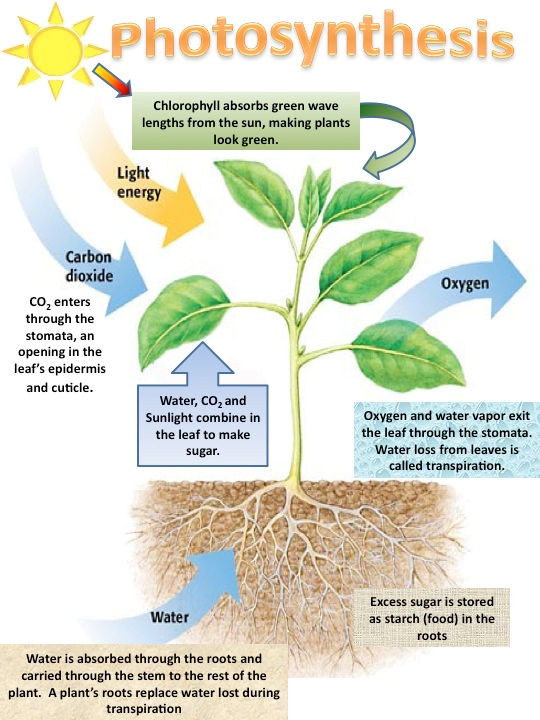 Photosynthesis
Chlorophyll absorbs green wave
lengths from the sun, making plants
look green.
Light
energy
Carbon
dioxide
CO₂ enters
through the
stomata, an
opening in the
leaf's epidermis
and cuticle.
Oxygen
Water, CO₂ and
Sunlight combine in
the leaf to make
sugar.
Oxygen and water vapor exit
the leaf through the stomata.
Water loss from leaves is
called transpiration.
Water
Excess sugar is stored
as starch (food) in the
roots
Water is absorbed through the roots and
carried through the stem to the rest of the
plant.  A plant's roots replace water lost during
transpiration